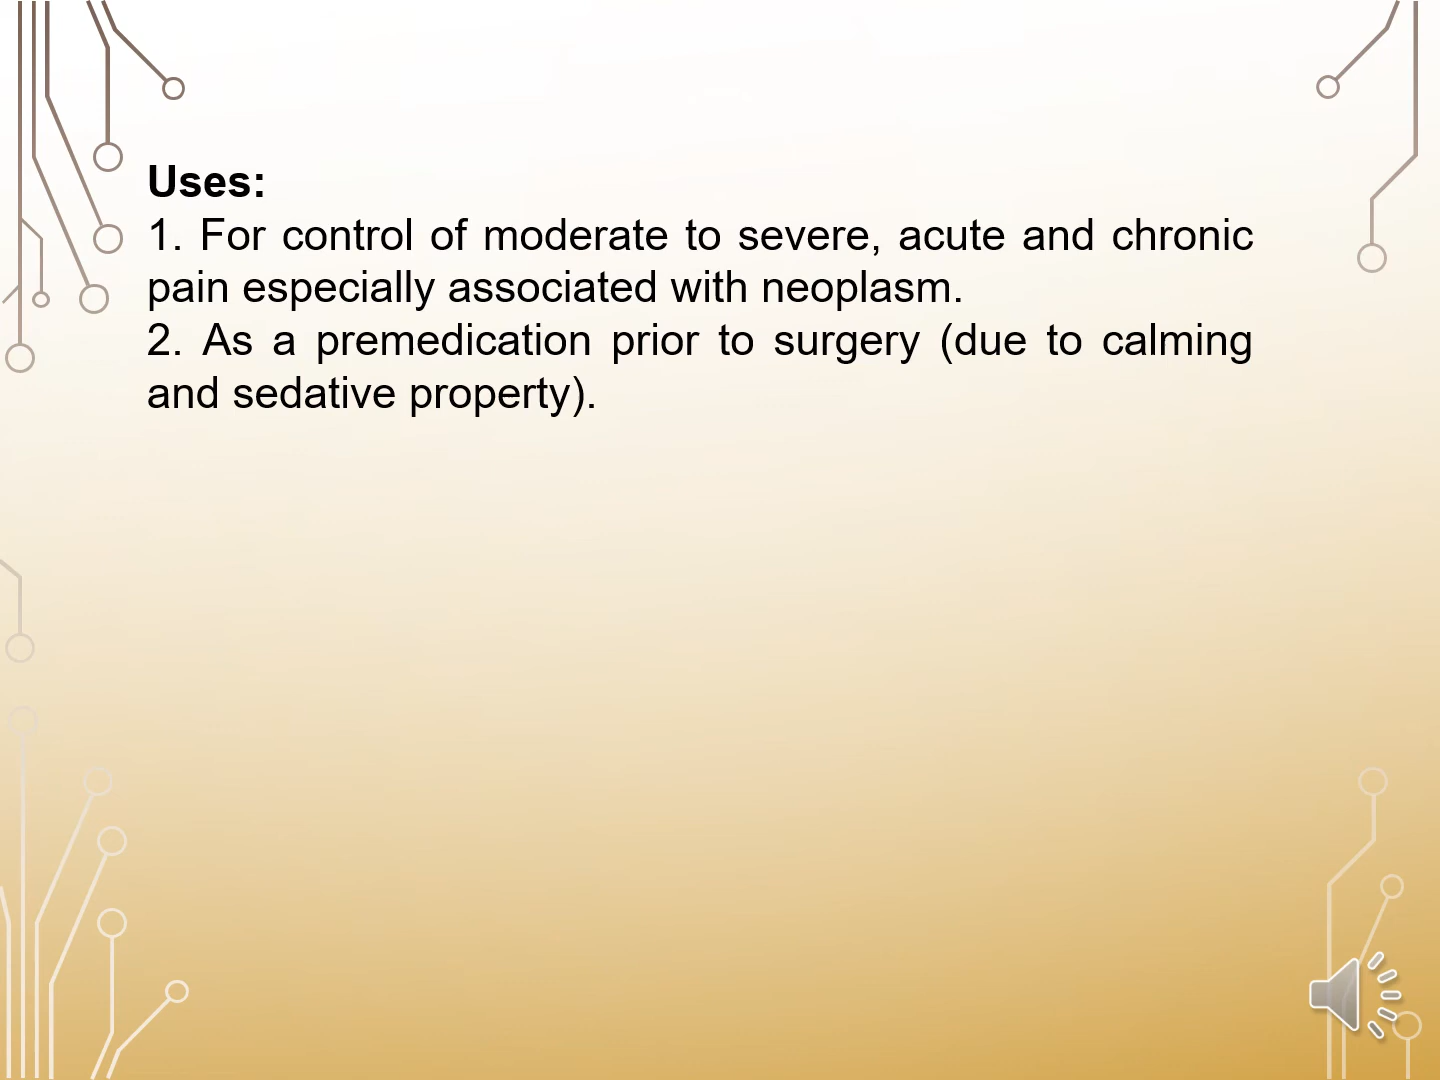 Uses:
1. For control of moderate to severe, acute and chronic
pain especially associated with neoplasm.
2. As a premedication prior to surgery (due to calming
and sedative property).